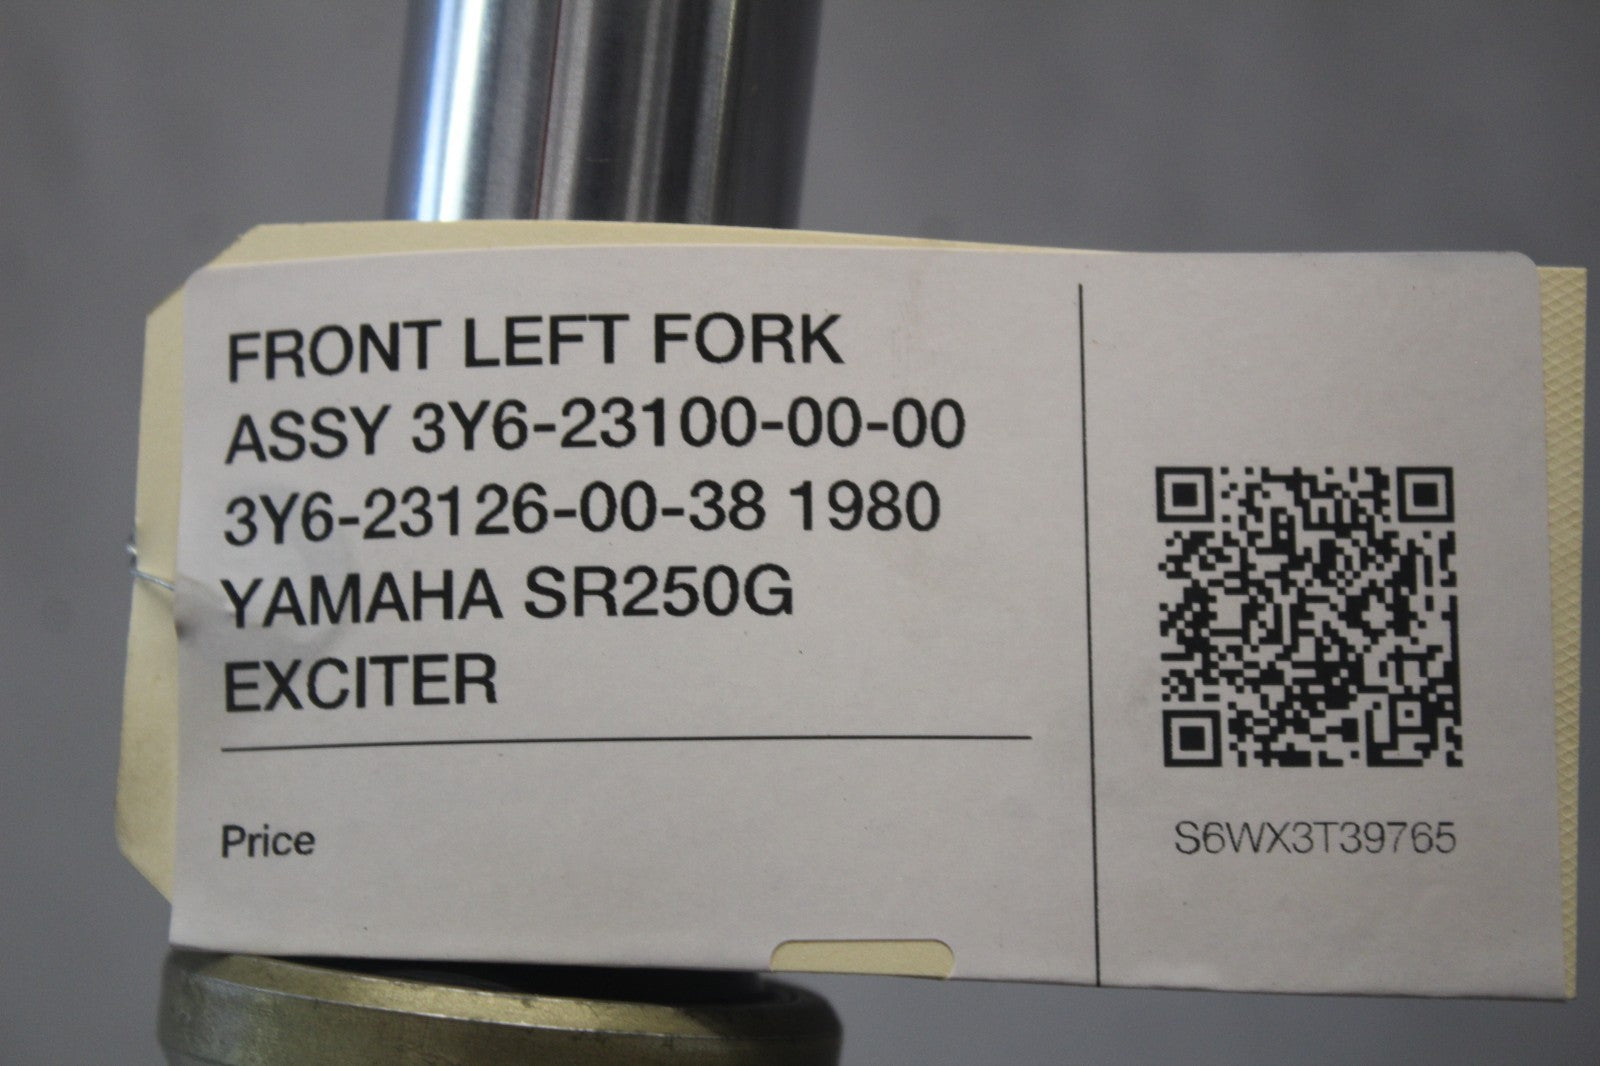 FRONT LEFT FORK
ASSY 3Y6-23100-00-00
3Y6-23126-00-38 1980
YAMAHA SR250G
EXCITER
Price
S6WX3T39765